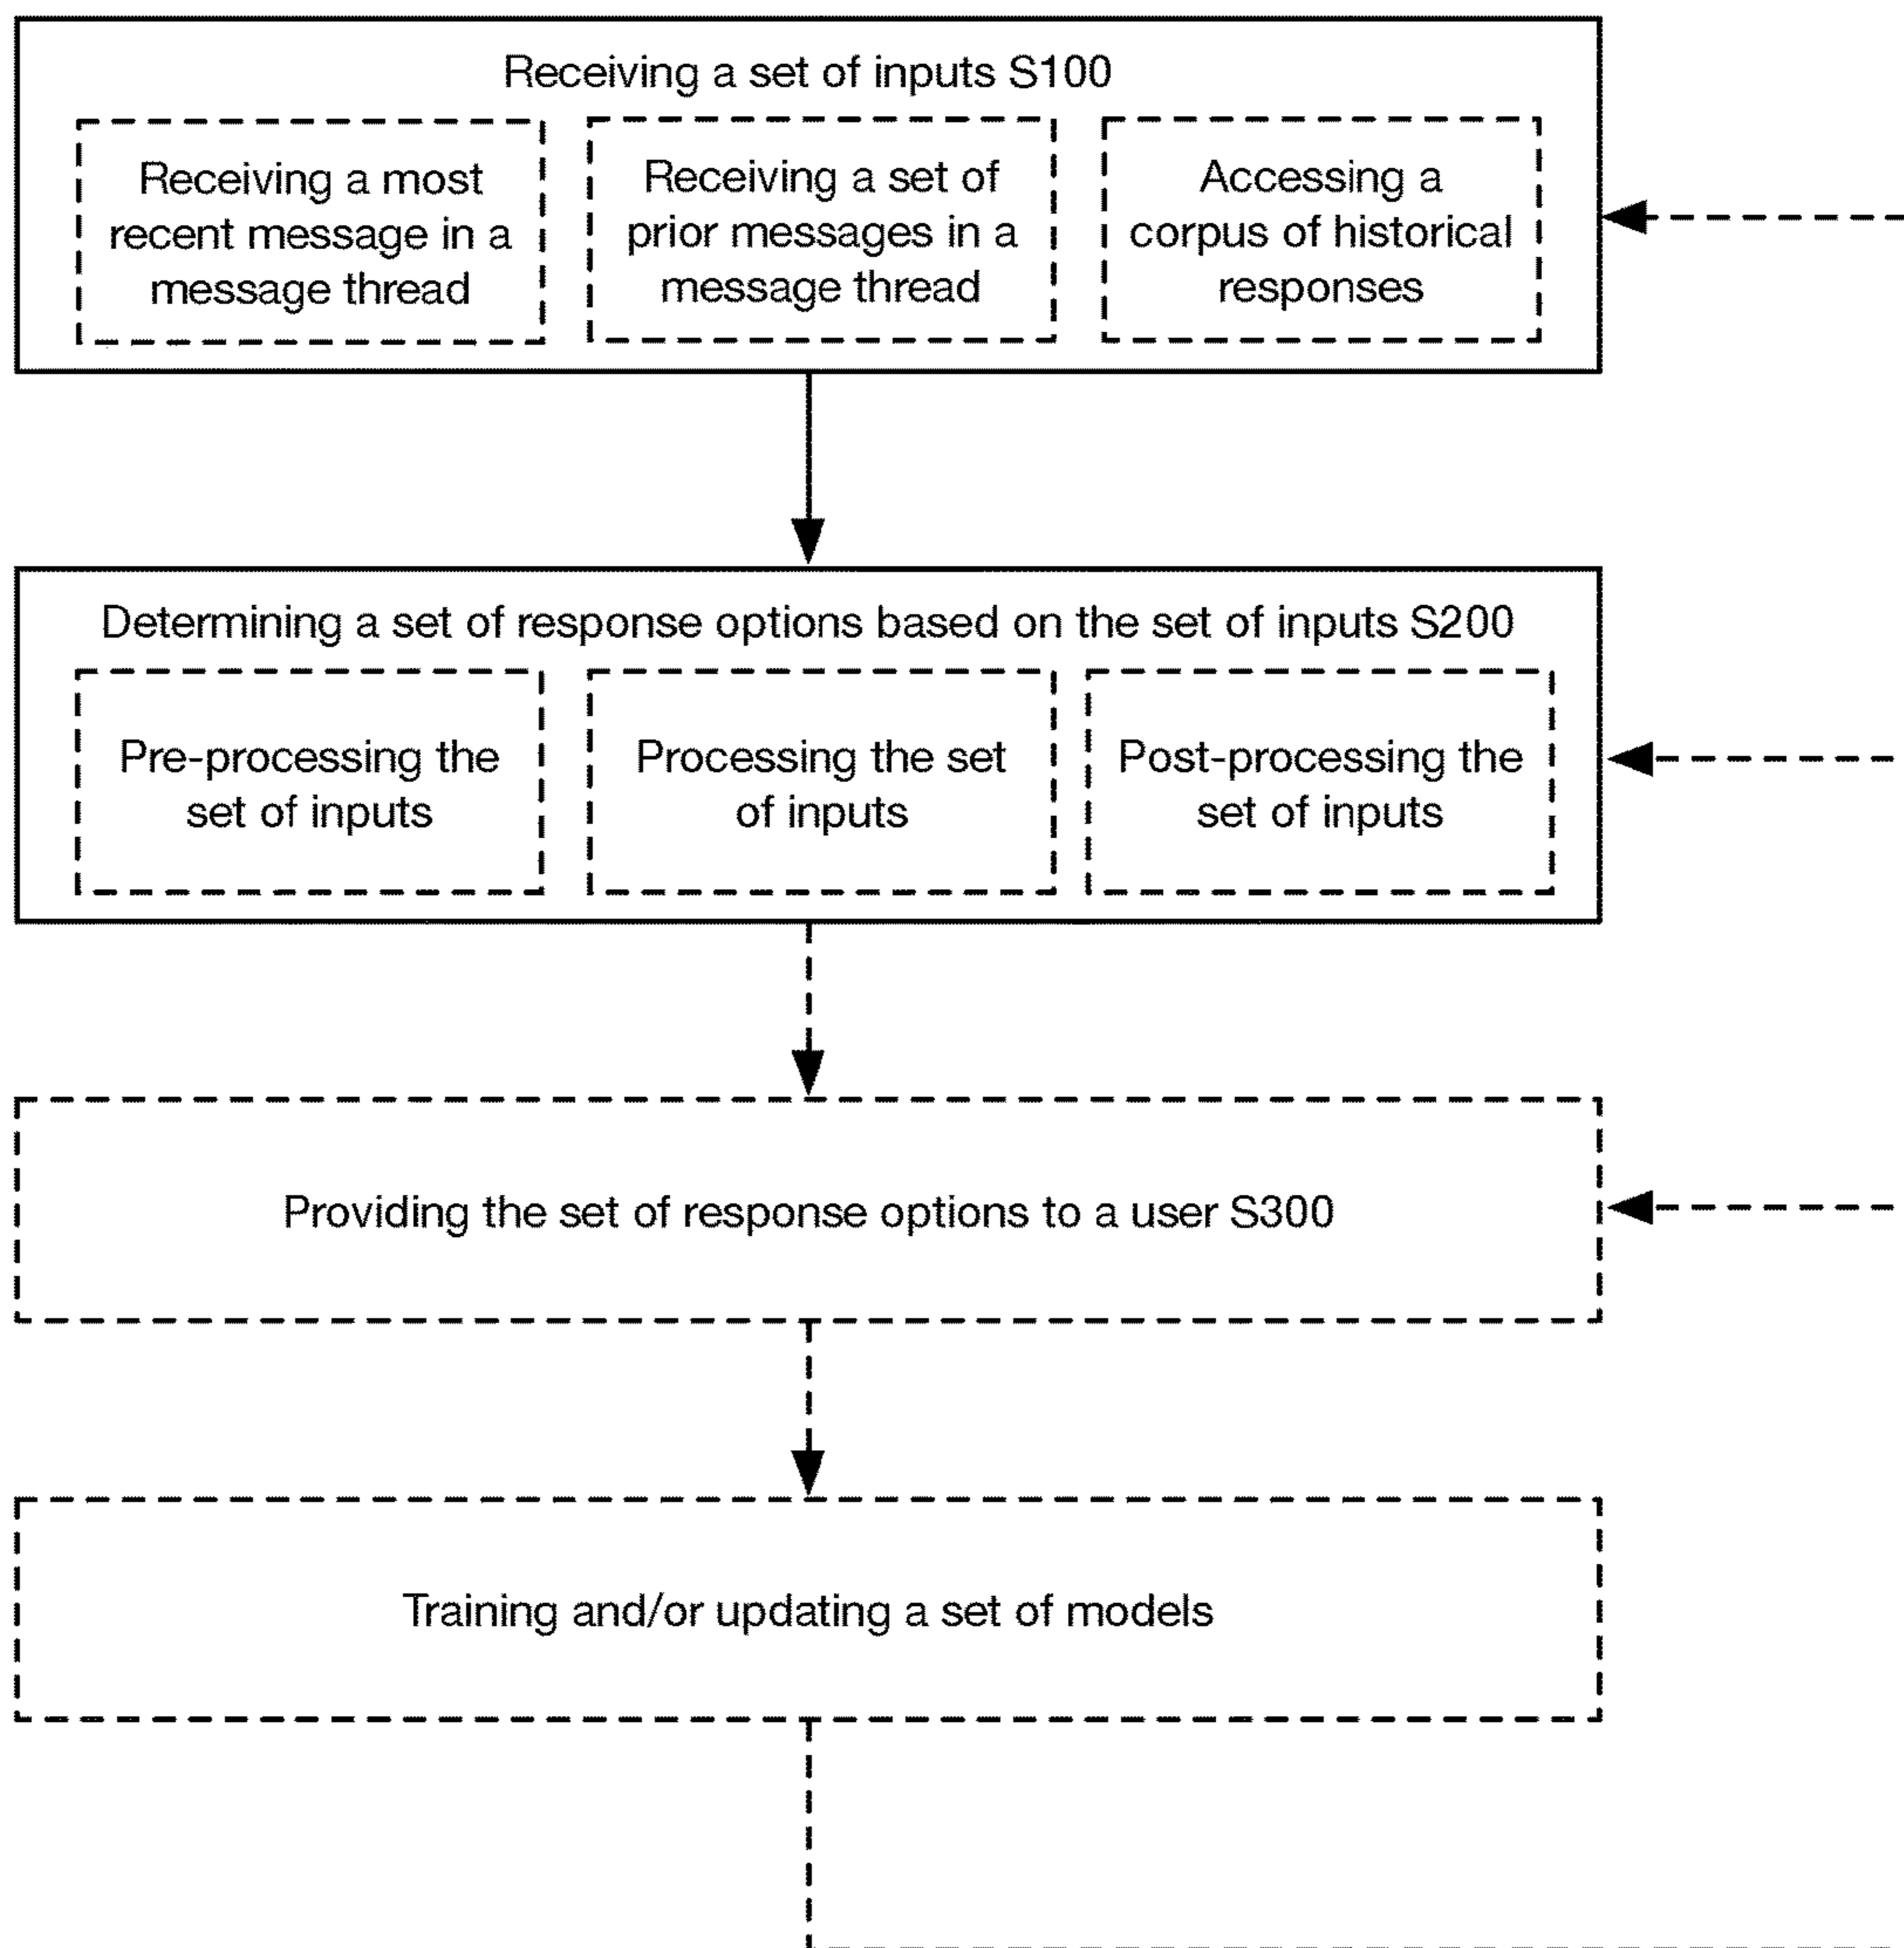 Receiving a set of inputs S100
Receiving a most
recent message in a
message thread
Receiving a set of
prior messages in a
message thread
Accessing a
corpus of historical
responses
Determining a set of response options based on the set of inputs S200
Pre-processing the
set of inputs
Processing the set
of inputs
Post-processing the
set of inputs
Providing the set of response options to a user S300
Training and/or updating a set of models